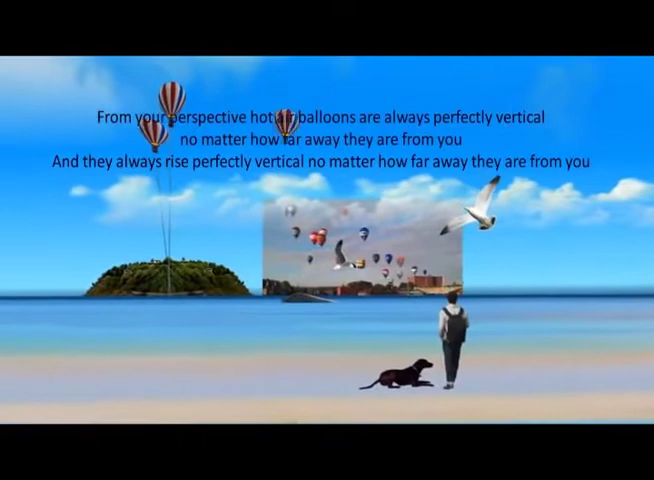 From your perspective hot air balloons are always perfectly vertical
no matter how far away they are from you
And they always rise perfectly vertical no matter how far away they are from you